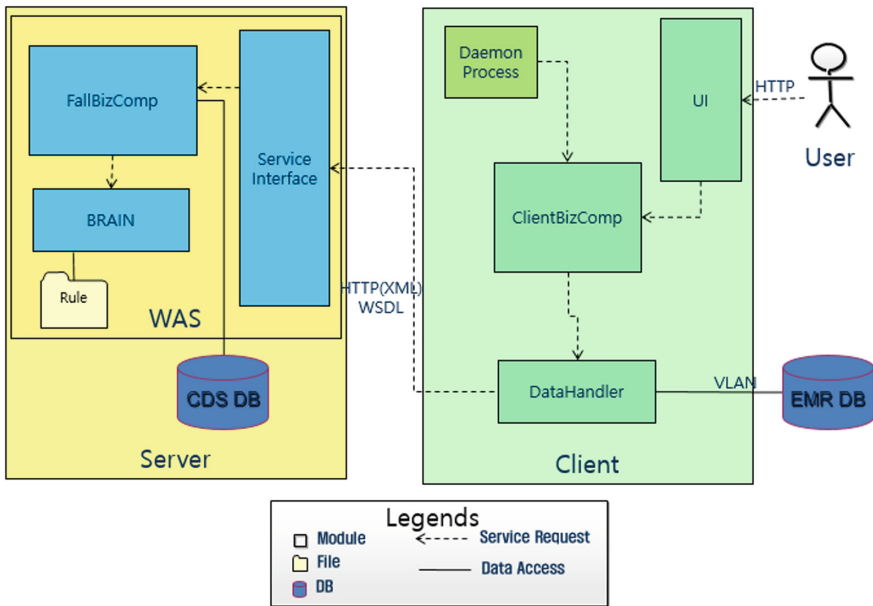 FallBizComp
BRAIN
Rule
WAS
Service
Interface
CDS DB
Server
HTTP(XML)
WSDL
Daemon
Process
UI
ClientBizComp
DataHandler
Client
HTTP
User
VLAN
EMR DB
Legends
Module
File
DB
Service Request
Data Access